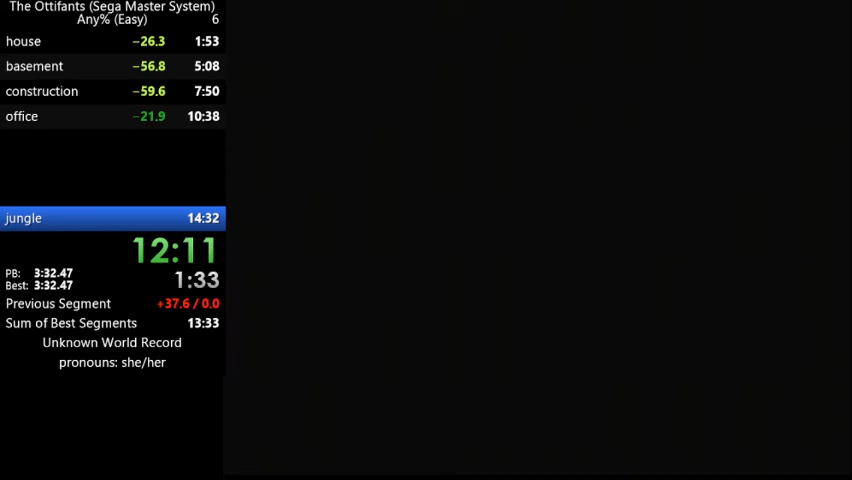 The Ottifants (Sega Master System)
Any% (Easy) 6
house −26.3 1:53
basement −56.8 5:08
construction −59.6 7:50
office −21.9 10:38
jungle 14:32
12:11
PB: 3:32.47
1:33
Best: 3:32.47
Previous Segment +37.6 / 0.0
Sum of Best Segments 13:33
Unknown World Record
pronouns: she/her